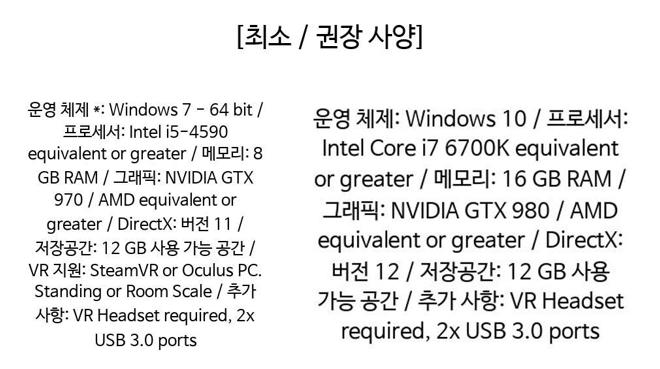 [최소 / 권장 사양]
운영 체제 *: Windows 7 - 64 bit /
프로세서: Intel i5-4590
equivalent or greater / 메모리: 8
GB RAM / 그래픽: NVIDIA GTX
970 / AMD equivalent or
greater / DirectX: 버전 11 /
저장공간: 12 GB 사용 가능 공간 /
VR 지원: SteamVR or Oculus PC.
Standing or Room Scale / 추가
사항: VR Headset required, 2x
USB 3.0 ports
운영 체제: Windows 10 / 프로세서:
Intel Core i7 6700K equivalent
or greater / 메모리: 16 GB RAM /
그래픽: NVIDIA GTX 980 / AMD
equivalent or greater / DirectX:
버전 12 / 저장공간: 12 GB 사용
가능 공간 / 추가 사항: VR Headset
required, 2x USB 3.0 ports